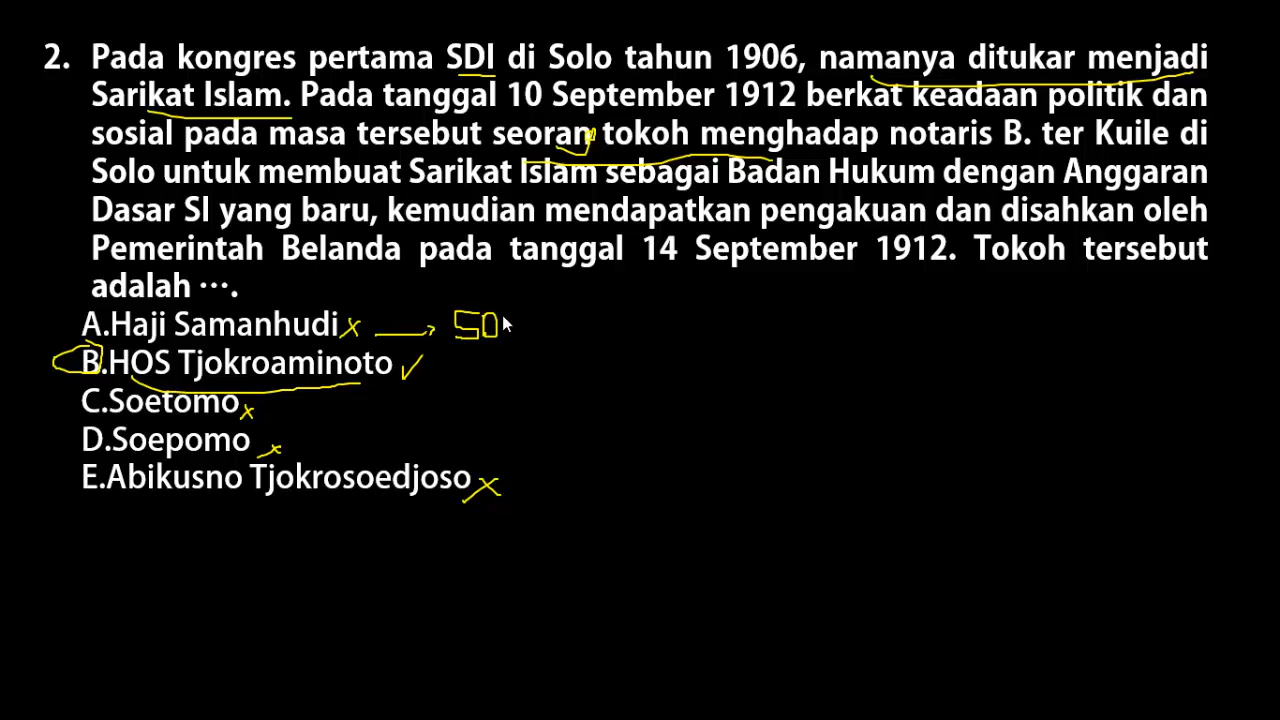 2. Pada kongres pertama SDI di Solo tahun 1906, namanya ditukar menjadi
Sarikat Islam. Pada tanggal 10 September 1912 berkat keadaan politik dan
sosial pada masa tersebut seoran g tokoh menghadap notaris B. ter Kuile di
Solo untuk membuat Sarikat Islam sebagai Badan Hukum dengan Anggaran
Dasar SI yang baru, kemudian mendapatkan pengakuan dan disahkan oleh
Pemerintah Belanda pada tanggal 14 September 1912. Tokoh tersebut
adalah ….
A.Haji Samanhudi x → SD
B.HOS Tjokroaminoto ✓
C.Soetomo x
D.Soepomo x
E.Abikusno Tjokrosoedjoso x